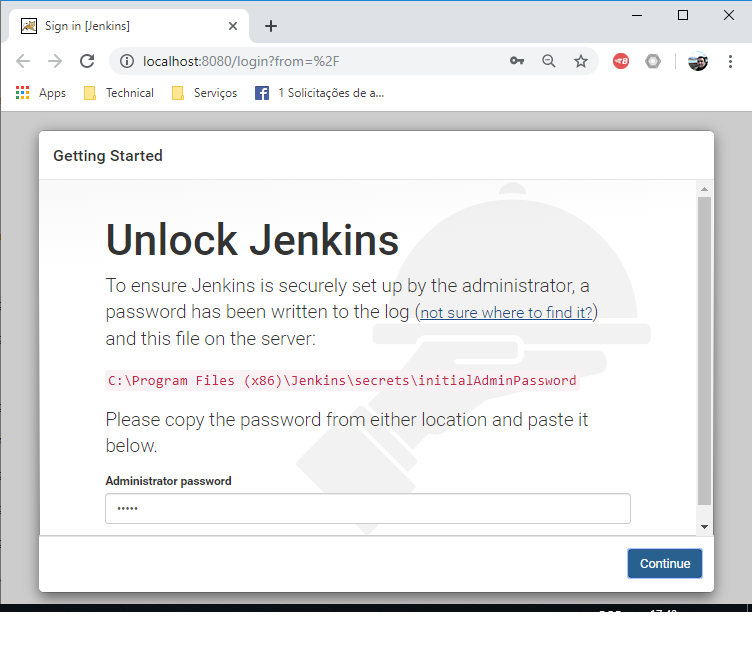 Sign in [Jenkins]
localhost:8080/login?from=%2F
Apps
Technical
Serviços
1 Solicitações de a...
Getting Started
Unlock Jenkins
To ensure Jenkins is securely set up by the administrator, a
password has been written to the log (not sure where to find it?)
and this file on the server:
C:\Program Files (x86)\Jenkins\secrets\initialAdminPassword
Please copy the password from either location and paste it
below.
Administrator password
•••••
Continue